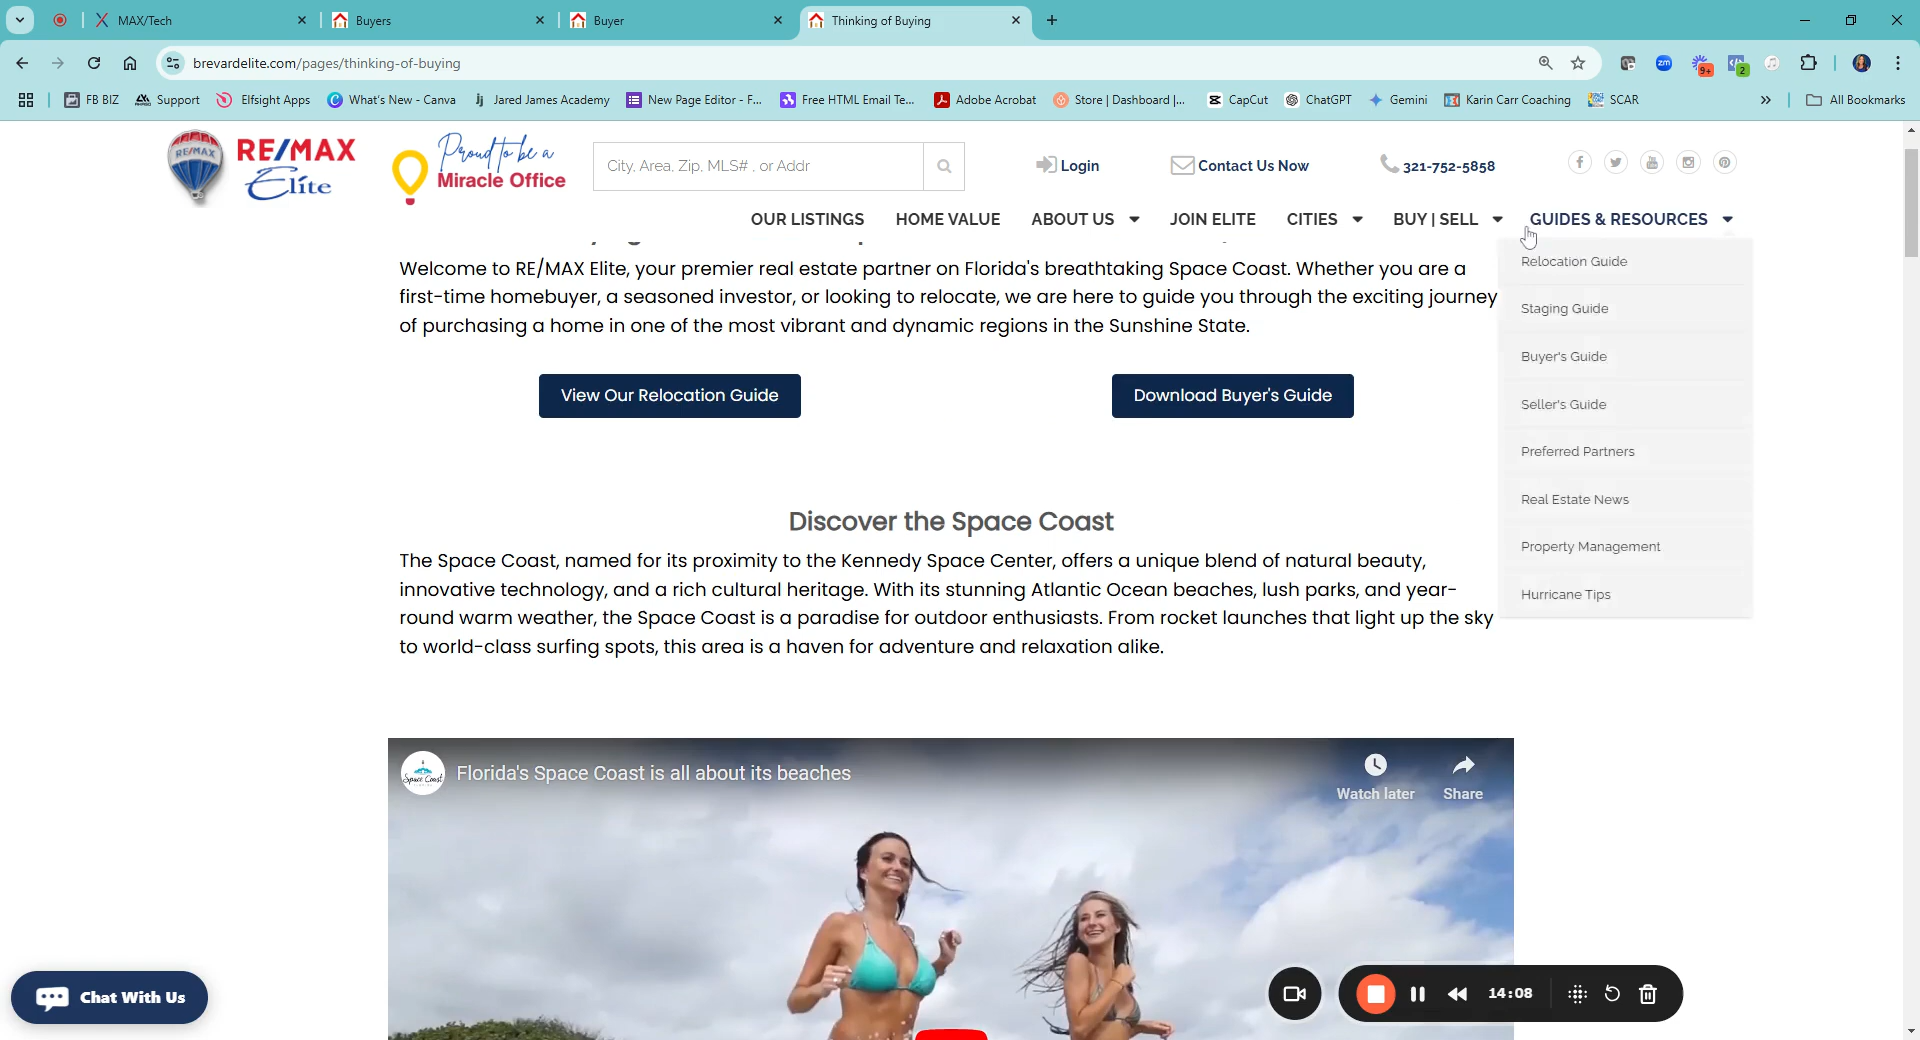 MAX/Tech
Buyers
Buyer
Thinking of Buying
brevardelite.com/pages/thinking-of-buying
zm
9+
2
FB BIZ
Support
Elfsight Apps
What's New - Canva
jj Jared James Academy
New Page Editor - F...
Free HTML Email Te...
Adobe Acrobat
Store | Dashboard |...
CapCut
ChatGPT
Gemini
Karin Carr Coaching
SCAR
»
All Bookmarks
RE/MAX
RE/MAX
Elite
Proud to be a
Miracle Office
City, Area, Zip, MLS# , or Addr
Login
Contact Us Now
321-752-5858
OUR LISTINGS
HOME VALUE
ABOUT US
JOIN ELITE
CITIES
BUY | SELL
GUIDES & RESOURCES
Relocation Guide
Staging Guide
Buyer's Guide
Seller's Guide
Preferred Partners
Real Estate News
Property Management
Hurricane Tips
Welcome to RE/MAX Elite, your premier real estate partner on Florida's breathtaking Space Coast. Whether you are a
first-time homebuyer, a seasoned investor, or looking to relocate, we are here to guide you through the exciting journey
of purchasing a home in one of the most vibrant and dynamic regions in the Sunshine State.
View Our Relocation Guide
Download Buyer's Guide
Discover the Space Coast
The Space Coast, named for its proximity to the Kennedy Space Center, offers a unique blend of natural beauty,
innovative technology, and a rich cultural heritage. With its stunning Atlantic Ocean beaches, lush parks, and year-
round warm weather, the Space Coast is a paradise for outdoor enthusiasts. From rocket launches that light up the sky
to world-class surfing spots, this area is a haven for adventure and relaxation alike.
Space Coast
Florida's Space Coast is all about its beaches
Watch later
Share
Chat With Us
14:08